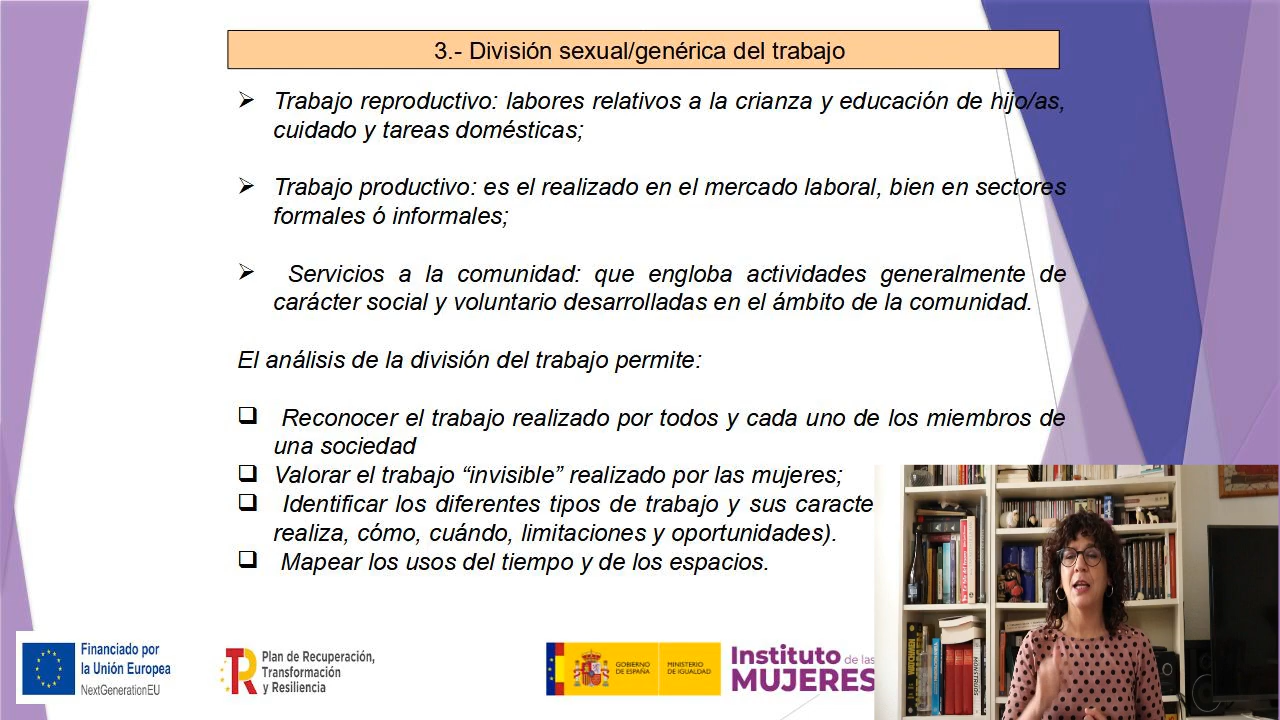 3.- División sexual/genérica del trabajo
Trabajo reproductivo: labores relativos a la crianza y educación de hijo/as,
cuidado y tareas domésticas;
Trabajo productivo: es el realizado en el mercado laboral, bien en sectores
formales ó informales;
Servicios a la comunidad: que engloba actividades generalmente de
carácter social y voluntario desarrolladas en el ámbito de la comunidad.
El análisis de la división del trabajo permite:
Reconocer el trabajo realizado por todos y cada uno de los miembros de
una sociedad
Valorar el trabajo “invisible” realizado por las mujeres;
Identificar los diferentes tipos de trabajo y sus caracte
realiza, cómo, cuándo, limitaciones y oportunidades).
Mapear los usos del tiempo y de los espacios.
Financiado por
la Unión Europea
NextGenerationEU
Plan de Recuperación,
Transformación
y Resiliencia
GOBIERNO
DE ESPAÑA
MINISTERIO
DE IGUALDAD
Instituto de las
MUJERES